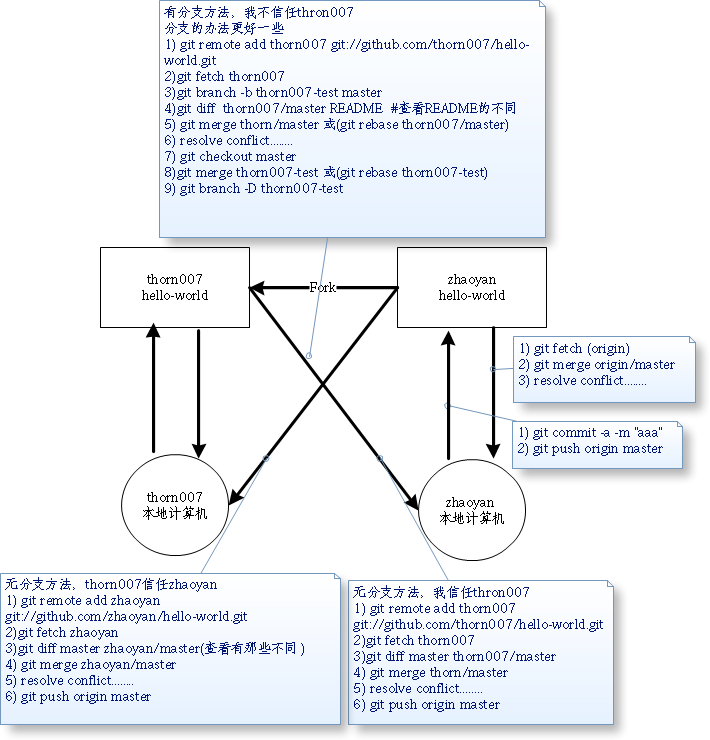 有分支方法，我不信任thron007
分支的办法更好一些
1) git remote add thorn007 git://github.com/thorn007/hello-
world.git
2)git fetch thorn007
3)git branch -b thorn007-test master
4)git diff  thorn007/master README  #查看README的不同
5) git merge thorn/master 或(git rebase thorn007/master)
6) resolve conflict........
7) git checkout master
8)git merge thorn007-test 或(git rebase thorn007-test)
9) git branch -D thorn007-test
thorn007
hello-world
Fork
zhaoyan
hello-world
1) git fetch (origin)
2) git merge origin/master
3) resolve conflict........
1) git commit -a -m "aaa"
2) git push origin master
thorn007
本地计算机
zhaoyan
本地计算机
无分支方法，thorn007信任zhaoyan
1) git remote add zhaoyan
git://github.com/zhaoyan/hello-world.git
2)git fetch zhaoyan
3)git diff master zhaoyan/master(查看有那些不同 )
4) git merge zhaoyan/master
5) resolve conflict........
6) git push origin master
无分支方法，我信任thron007
1) git remote add thorn007
git://github.com/thorn007/hello-world.git
2)git fetch thorn007
3)git diff master thorn007/master
4) git merge thorn/master
5) resolve conflict........
6) git push origin master